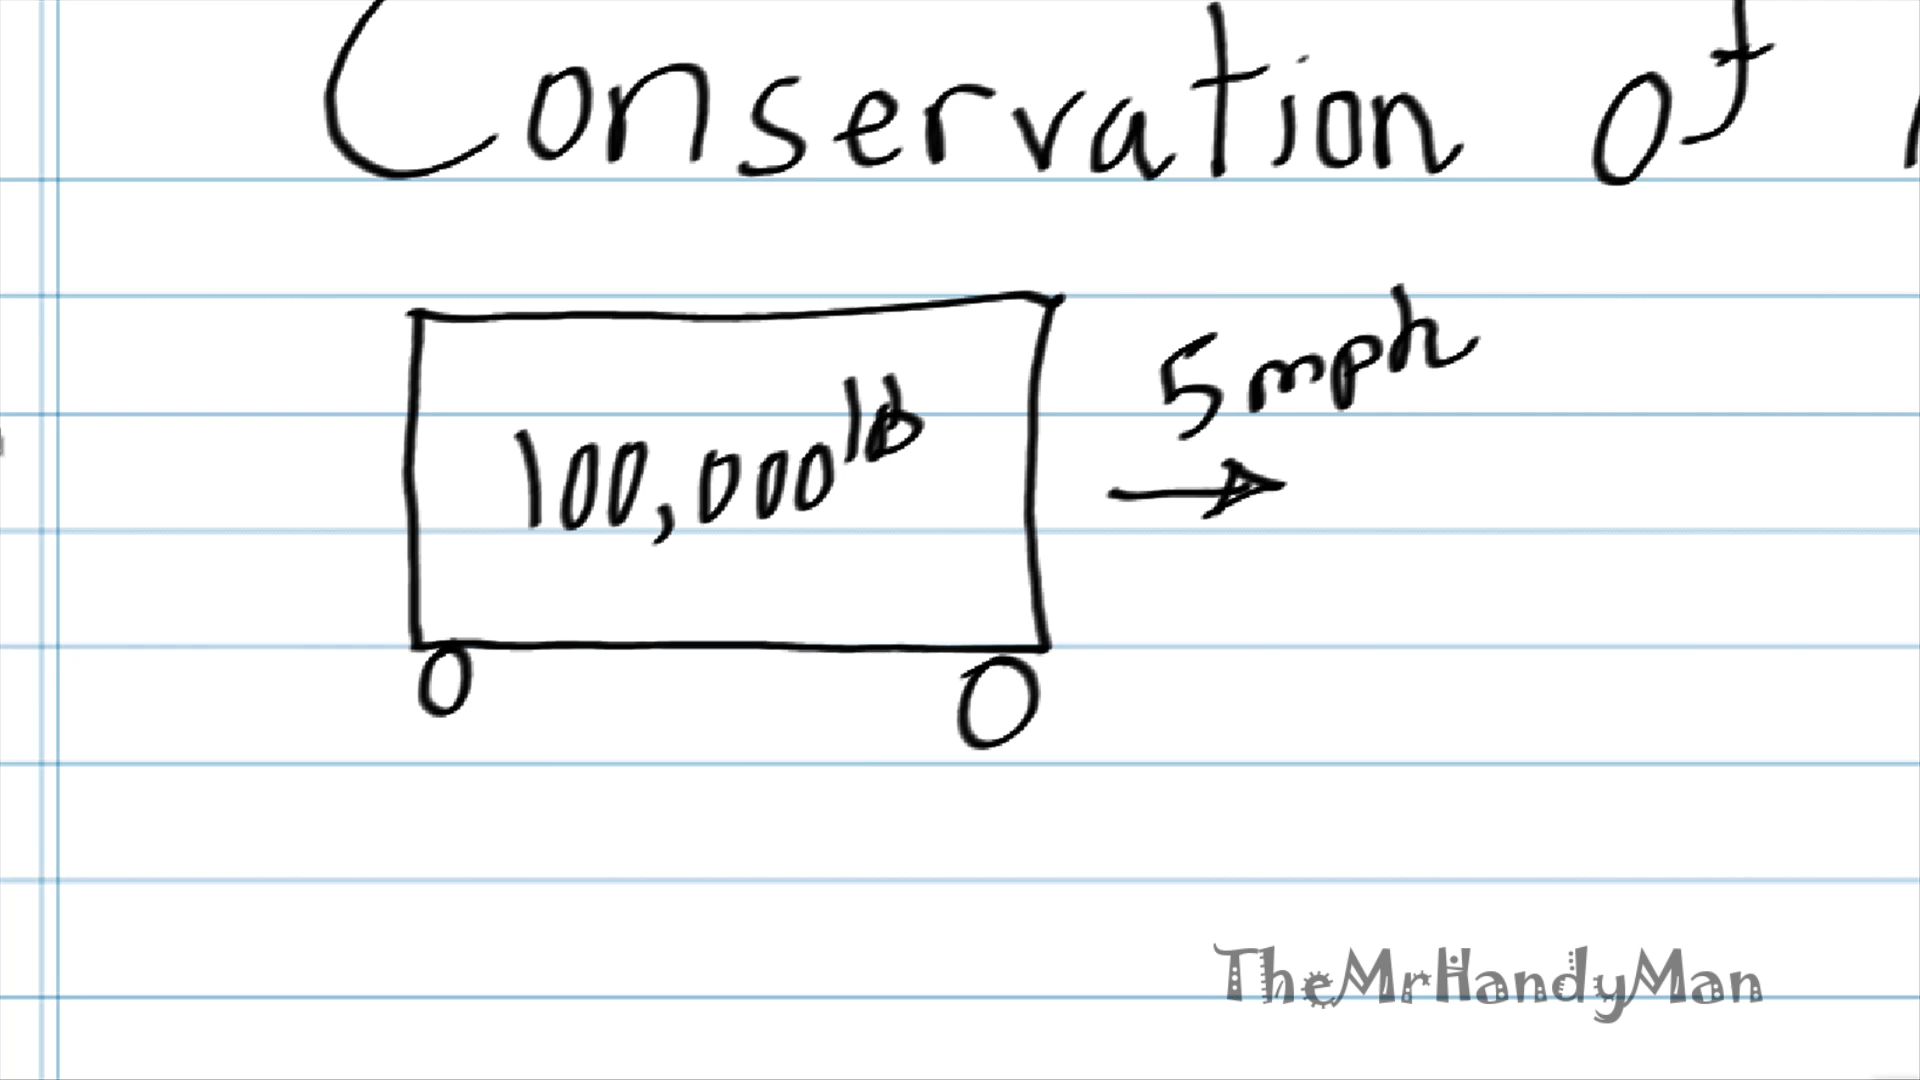 Conservation of
5mph
100,000lb
TheMrHandyMan